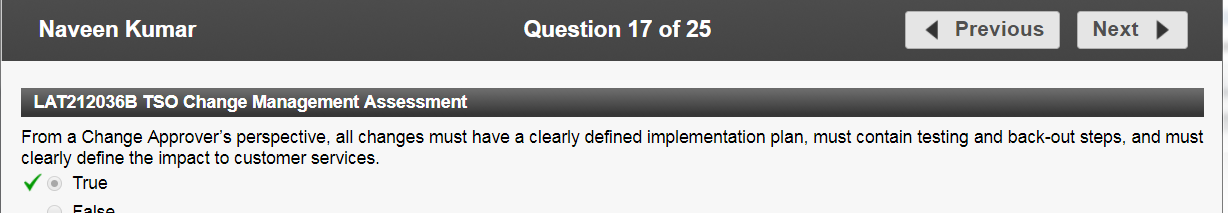 Naveen Kumar
Question 17 of 25
Previous
Next
LAT212036B TSO Change Management Assessment
From a Change Approver's perspective, all changes must have a clearly defined implementation plan, must contain testing and back-out steps, and must
clearly define the impact to customer services.
True
False